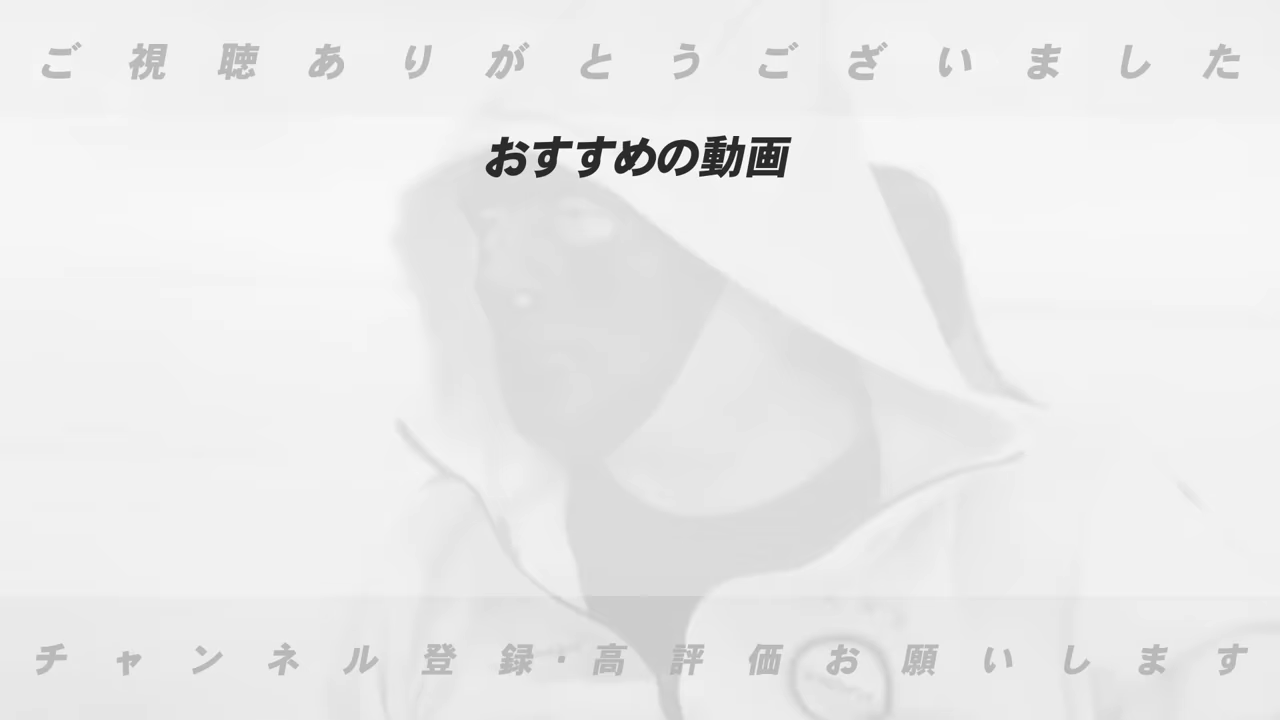 ご視聴ありがとうございました
おすすめの動画
チャンネル登録・高評価お願いします